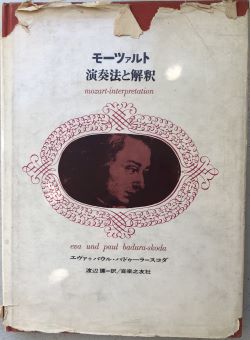 モーツァルト
演奏法と解釈
mozart-interpretation
eva und paul badura-skoda
エヴァ+パウル・バドゥーラ=スコダ
渡辺護=訳/音楽之友社